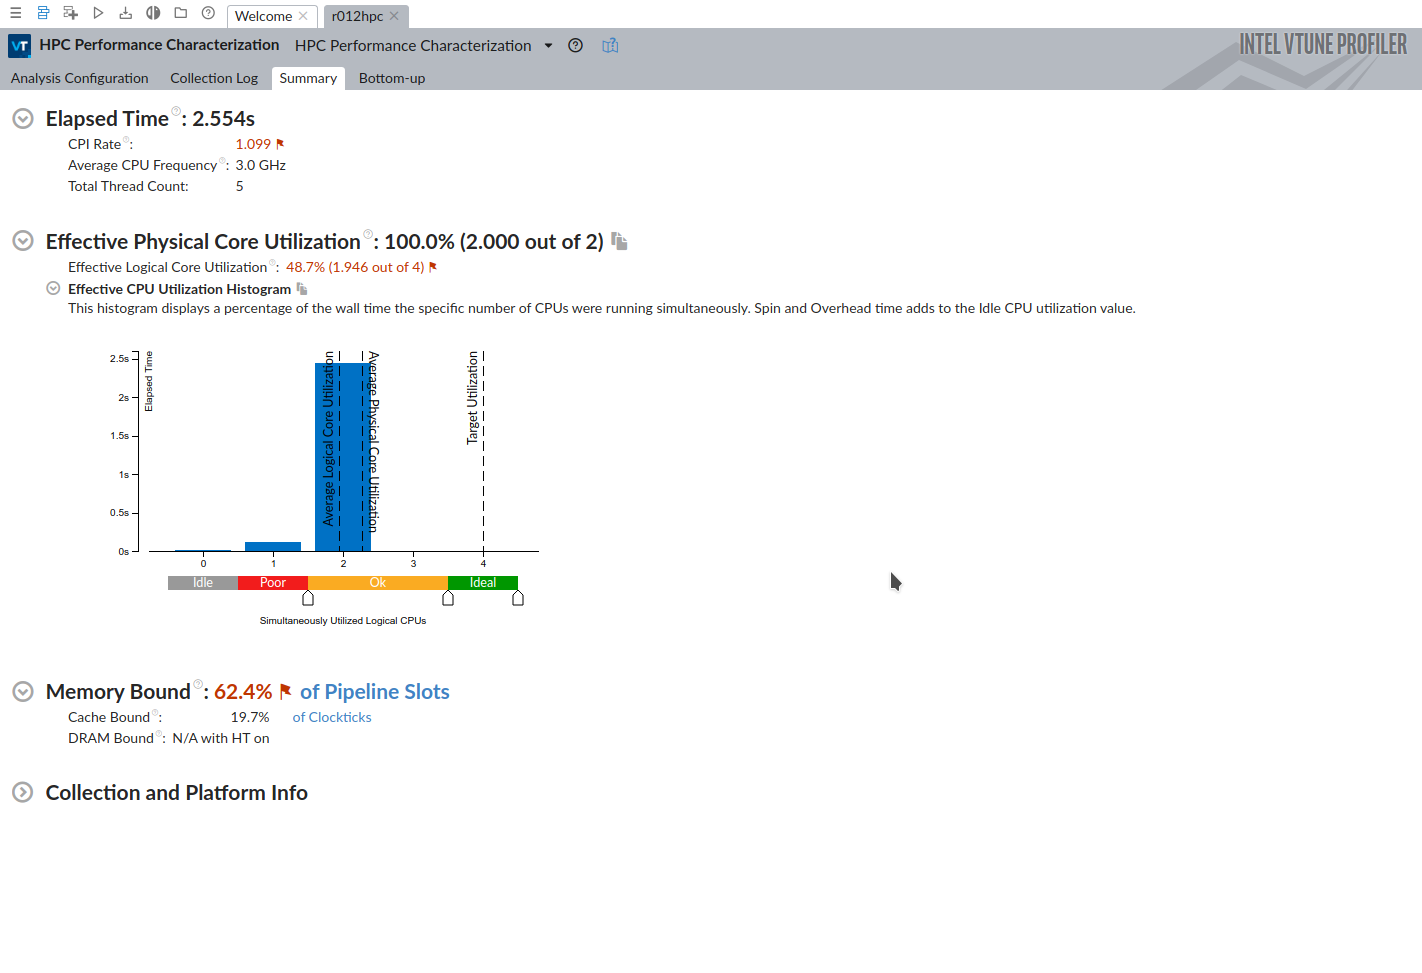 Welcome
r012hpc
VT HPC Performance Characterization HPC Performance Characterization
INTEL VTUNE PROFILER
Analysis Configuration Collection Log Summary Bottom-up
Elapsed Time : 2.554s
CPI Rate : 1.099
Average CPU Frequency : 3.0 GHz
Total Thread Count: 5
Effective Physical Core Utilization : 100.0% (2.000 out of 2)
Effective Logical Core Utilization : 48.7% (1.946 out of 4)
Effective CPU Utilization Histogram
This histogram displays a percentage of the wall time the specific number of CPUs were running simultaneously. Spin and Overhead time adds to the Idle CPU utilization value.
2.5s
2s
1.5s
1s
0.5s
0s
Elapsed Time
Average Logical Core Utilization
Average Physical Core Utilization
Target Utilization
0 1 2 3 4
Idle Poor Ok Ideal
Simultaneously Utilized Logical CPUs
Memory Bound : 62.4% of Pipeline Slots
Cache Bound : 19.7% of Clockticks
DRAM Bound : N/A with HT on
Collection and Platform Info